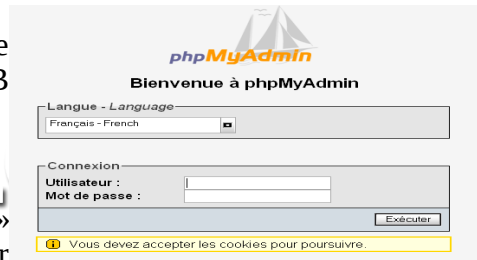 e
B
»
r
phpMyAdmin
Bienvenue à phpMyAdmin
Langue - Language
Français - French
Connexion
Utilisateur :
Mot de passe :
Exécuter
Vous devez accepter les cookies pour poursuivre.